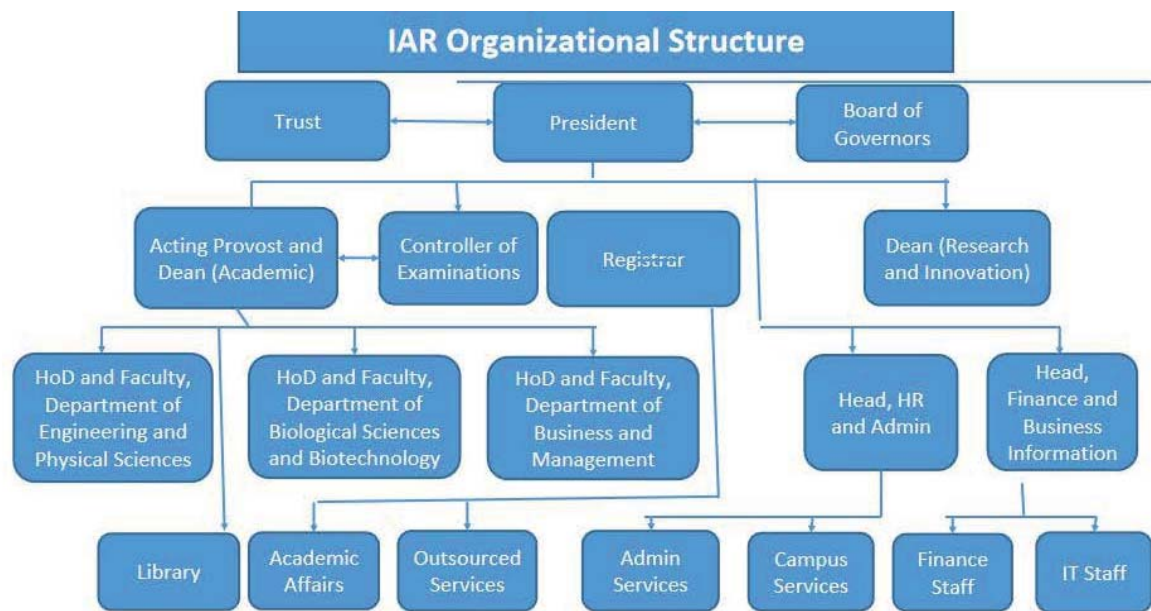 IAR Organizational Structure
Trust
President
Board of
Governors
Acting Provost and
Dean (Academic)
Controller of
Examinations
Registrar
Dean (Research
and Innovation)
HoD and Faculty,
Department of
Engineering and
Physical Sciences
HoD and Faculty,
Department of
Biological Sciences
and Biotechnology
HoD and Faculty,
Department of
Business and
Management
Head, HR
and Admin
Head,
Finance and
Business
Information
Library
Academic
Affairs
Outsourced
Services
Admin
Services
Campus
Services
Finance
Staff
IT Staff